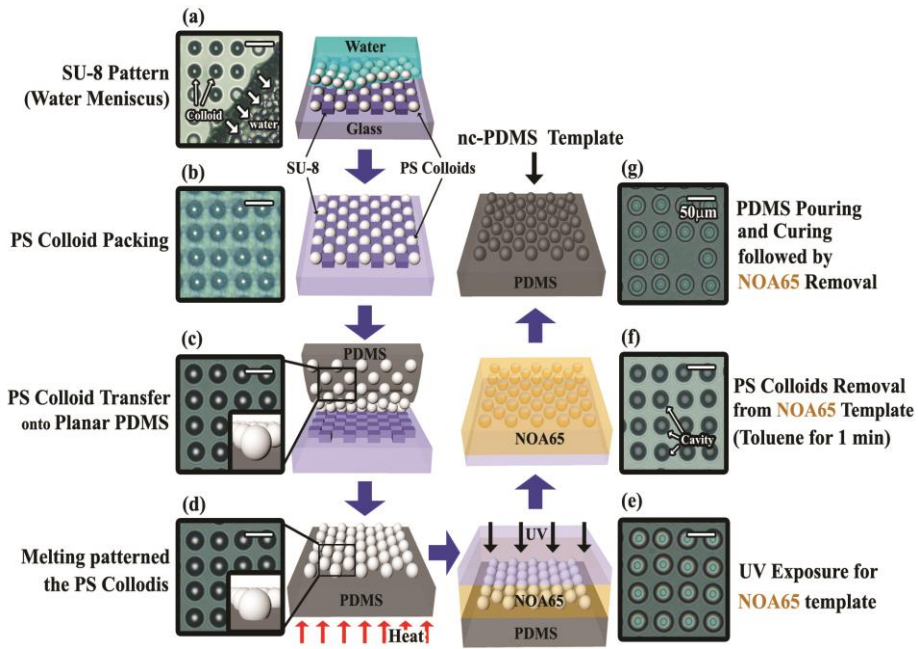 (a)
SU-8 Pattern
(Water Meniscus)
Colloid
water
Water
Glass
SU-8
PS Colloids
(b)
PS Colloid Packing
(c)
PS Colloid Transfer
onto Planar PDMS
PDMS
(d)
Melting patterned
the PS Collodis
PDMS
Heat
UV
NOA65
PDMS
(e)
UV Exposure for
NOA65 template
(f)
PS Colloids Removal
from NOA65 Template
(Toluene for 1 min)
Cavity
NOA65
nc-PDMS Template
PDMS
(g)
50μm
PDMS Pouring
and Curing
followed by
NOA65 Removal